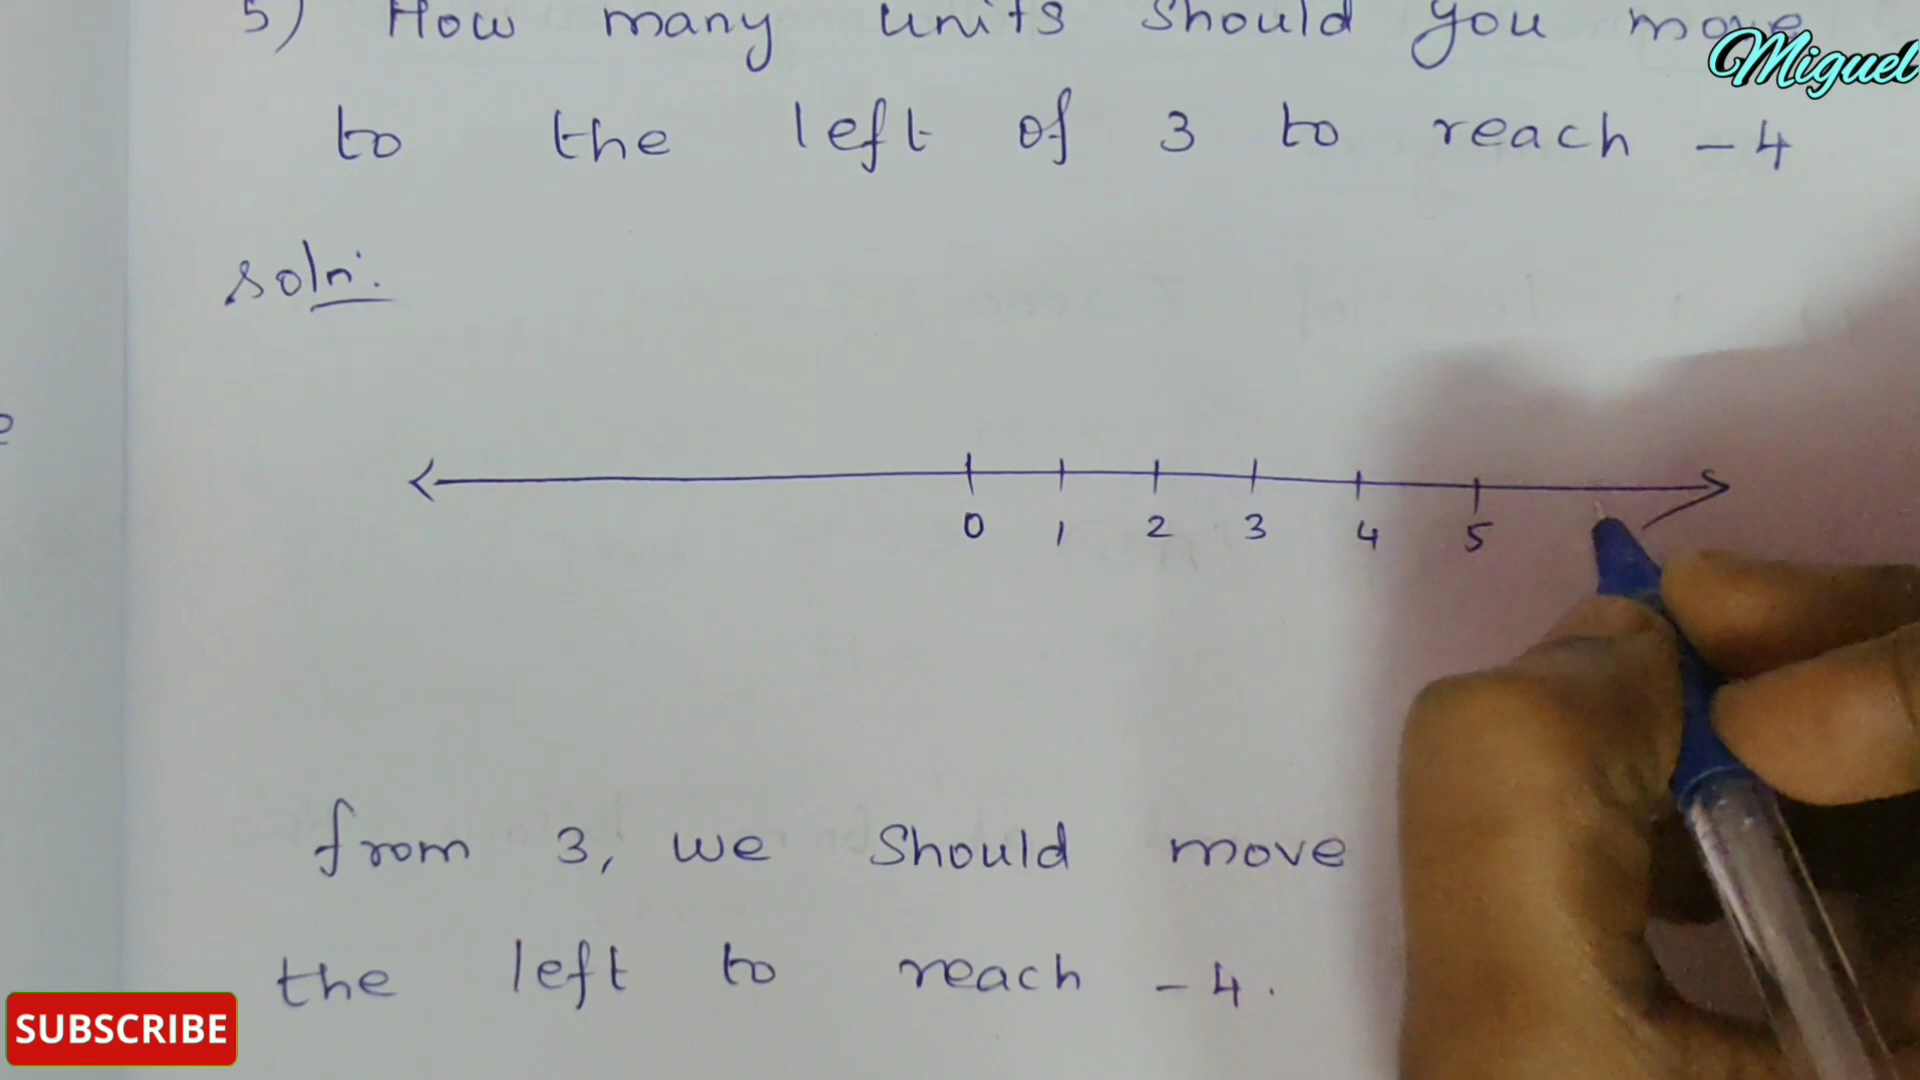 5) How many units should you move
Miguel
to the left of 3 to reach -4
soln:
0 1 2 3 4 5
from 3, we should move
the left to reach -4.
SUBSCRIBE